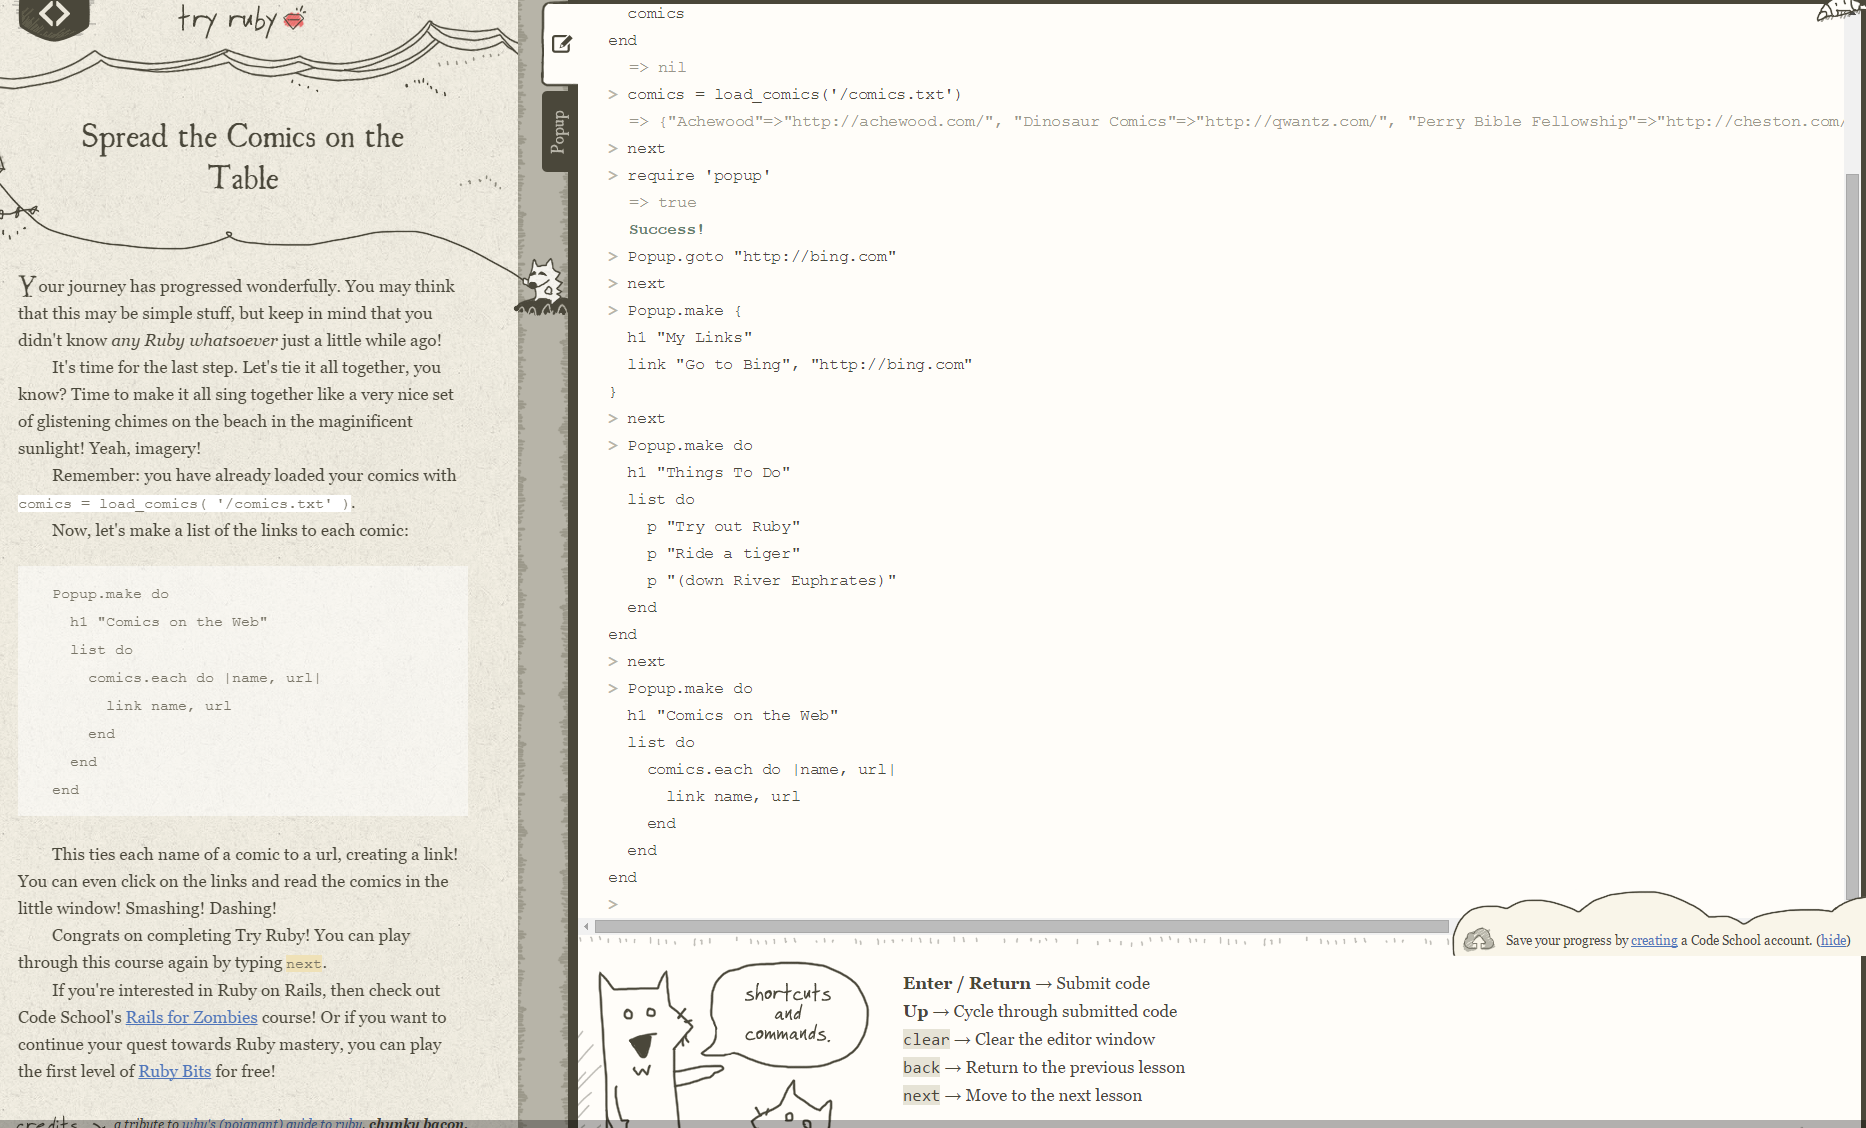 try ruby
Spread the Comics on the
Table
Your journey has progressed wonderfully. You may think
that this may be simple stuff, but keep in mind that you
didn't know any Ruby whatsoever just a little while ago!
It's time for the last step. Let's tie it all together, you
know? Time to make it all sing together like a very nice set
of glistening chimes on the beach in the maginificent
sunlight! Yeah, imagery!
Remember: you have already loaded your comics with
comics = load_comics( '/comics.txt' ).
Now, let's make a list of the links to each comic:
Popup.make do
h1 "Comics on the Web"
list do
comics.each do |name, url|
link name, url
end
end
end
This ties each name of a comic to a url, creating a link!
You can even click on the links and read the comics in the
little window! Smashing! Dashing!
Congrats on completing Try Ruby! You can play
through this course again by typing next.
If you're interested in Ruby on Rails, then check out
Code School's Rails for Zombies course! Or if you want to
continue your quest towards Ruby mastery, you can play
the first level of Ruby Bits for free!
credits > a tribute to why's (poignant) guide to ruby. chunky bacon.
Popup
comics
end
=> nil
> comics = load_comics('/comics.txt')
=> {"Achewood"=>"http://achewood.com/", "Dinosaur Comics"=>"http://qwantz.com/", "Perry Bible Fellowship"=>"http://cheston.com/
> next
> require 'popup'
=> true
Success!
> Popup.goto "http://bing.com"
> next
> Popup.make {
h1 "My Links"
link "Go to Bing", "http://bing.com"
}
> next
> Popup.make do
h1 "Things To Do"
list do
p "Try out Ruby"
p "Ride a tiger"
p "(down River Euphrates)"
end
end
> next
> Popup.make do
h1 "Comics on the Web"
list do
comics.each do |name, url|
link name, url
end
end
end
>
Save your progress by creating a Code School account. (hide)
shortcuts
and
commands.
Enter / Return → Submit code
Up → Cycle through submitted code
clear → Clear the editor window
back → Return to the previous lesson
next → Move to the next lesson